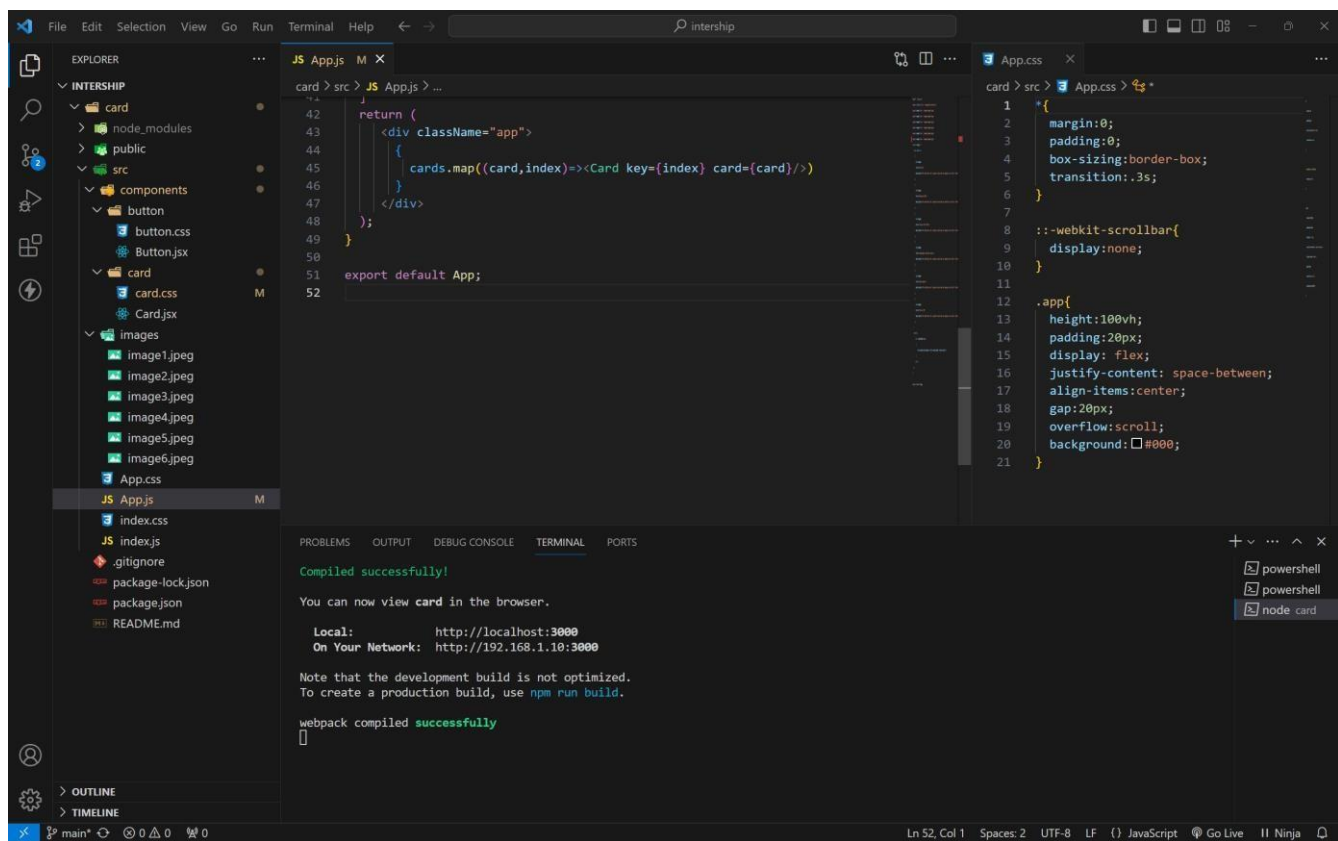 File Edit Selection View Go Run Terminal Help
intership
EXPLORER
INTERSHIP
card
node_modules
public
src
components
button
button.css
Button.jsx
card
card.css M
Card.jsx
images
image1.jpeg
image2.jpeg
image3.jpeg
image4.jpeg
image5.jpeg
image6.jpeg
App.css
JS App.js M
index.css
JS index.js
.gitignore
package-lock.json
package.json
README.md
OUTLINE
TIMELINE
2
JS App.js M
card > src > JS App.js > ...
41 ]
42 return (
43 <div className="app">
44 {
45 cards.map((card,index)=><Card key={index} card={card}/>)
46 }
47 </div>
48 );
49 }
50
51 export default App;
52
App.css
card > src > App.css > *
1 *{
2 margin:0;
3 padding:0;
4 box-sizing:border-box;
5 transition:.3s;
6 }
7
8 ::-webkit-scrollbar{
9 display:none;
10 }
11
12 .app{
13 height:100vh;
14 padding:20px;
15 display: flex;
16 justify-content: space-between;
17 align-items:center;
18 gap:20px;
19 overflow:scroll;
20 background:#000;
21 }
PROBLEMS OUTPUT DEBUG CONSOLE TERMINAL PORTS
Compiled successfully!
You can now view card in the browser.
Local: http://localhost:3000
On Your Network: http://192.168.1.10:3000
Note that the development build is not optimized.
To create a production build, use npm run build.
webpack compiled successfully
powershell
powershell
node card
main* 0 0 0 Ln 52, Col 1 Spaces: 2 UTF-8 LF {} JavaScript Go Live Ninja